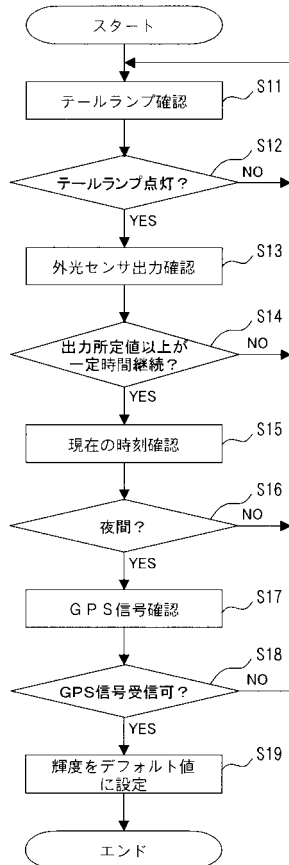 スタート
S11
テールランプ確認
S12
テールランプ点灯?
NO
YES
S13
外光センサ出力確認
S14
出力所定値以上が
一定時間継続?
NO
YES
S15
現在の時刻確認
S16
夜間?
NO
YES
S17
GPS信号確認
S18
GPS信号受信可?
NO
YES
S19
輝度をデフォルト値
に設定
エンド